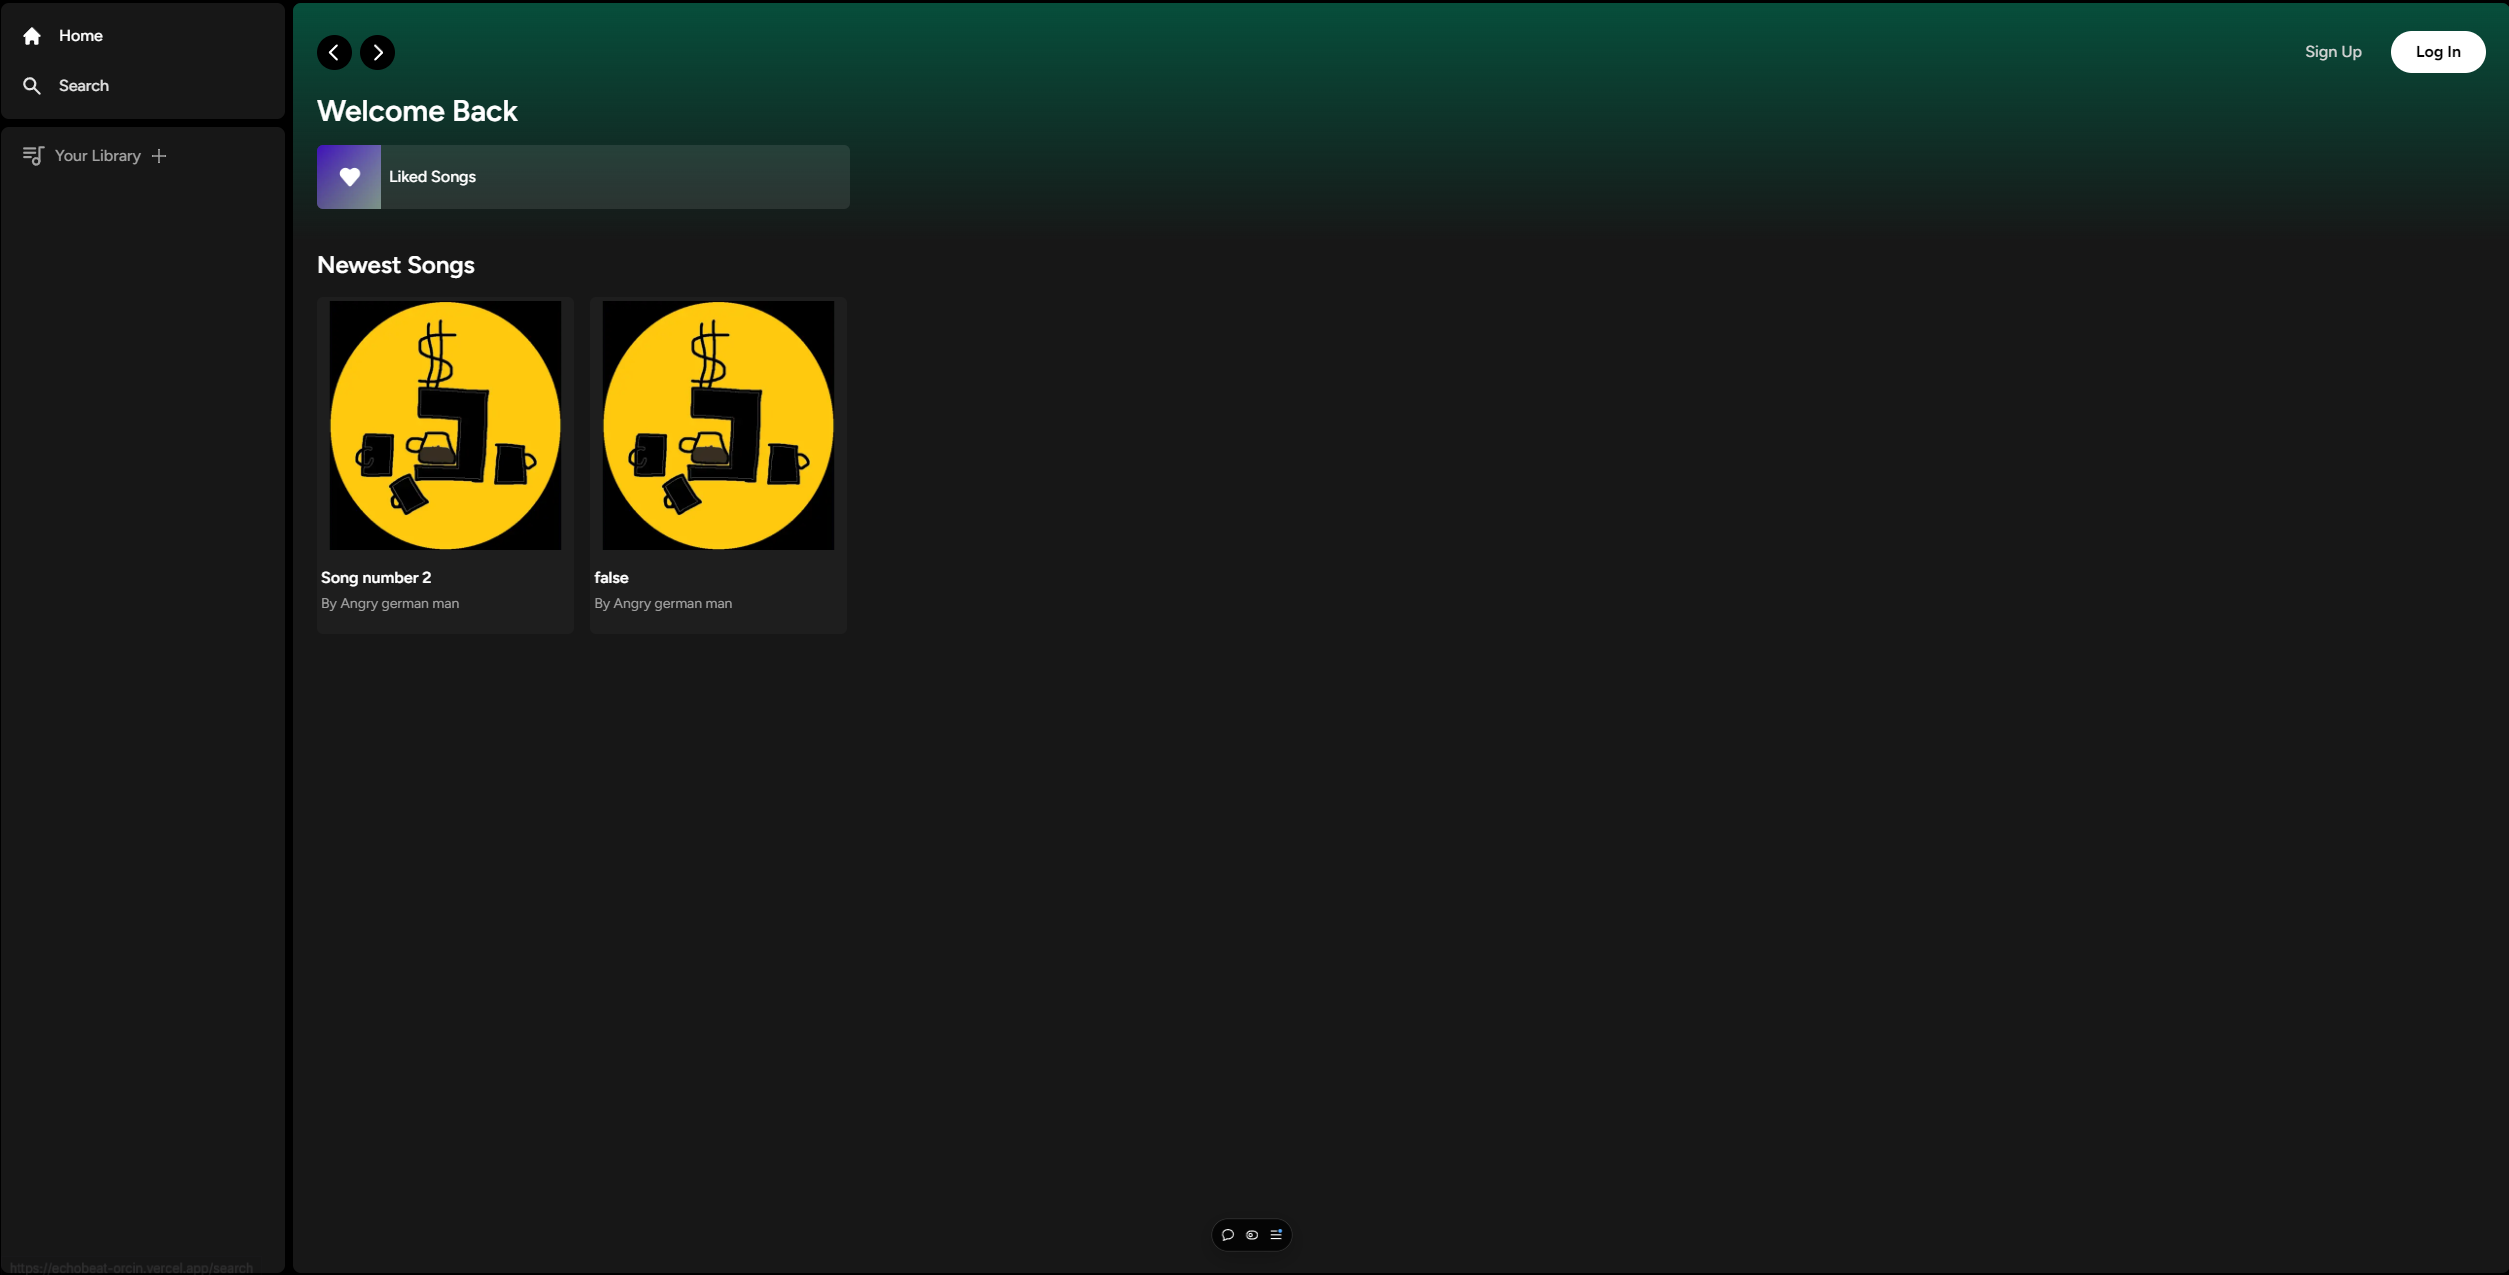 Home
Search
Your Library
Sign Up
Log In
Welcome Back
Liked Songs
Newest Songs
Song number 2
By Angry german man
false
By Angry german man
https://echobeat-orcin.vercel.app/search